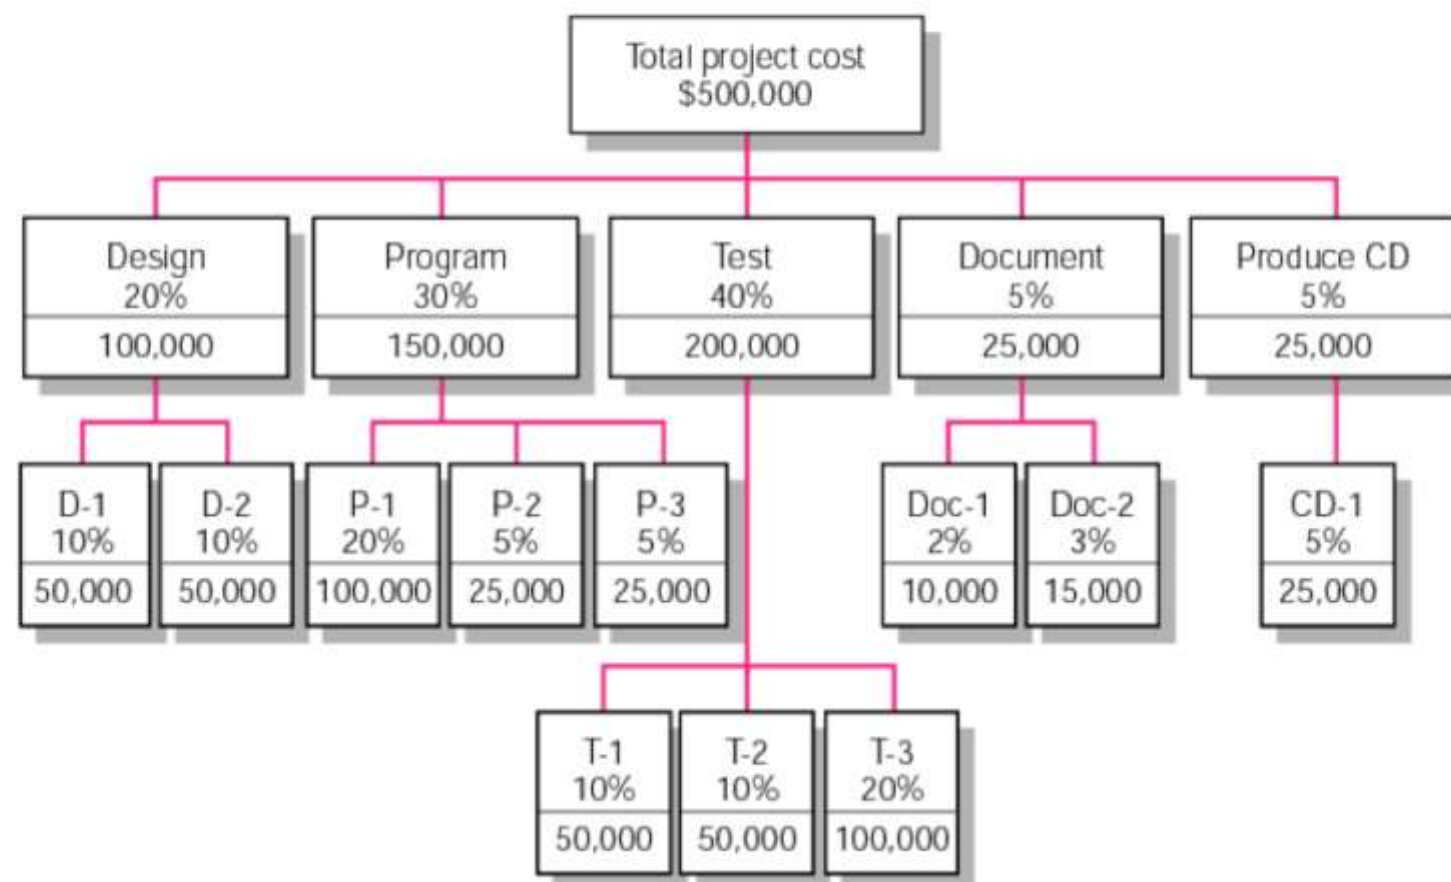 Total project cost
$500,000
Design
20%
100,000
Program
30%
150,000
Test
40%
200,000
Document
5%
25,000
Produce CD
5%
25,000
D-1
10%
50,000
D-2
10%
50,000
P-1
20%
100,000
P-2
5%
25,000
P-3
5%
25,000
Doc-1
2%
10,000
Doc-2
3%
15,000
CD-1
5%
25,000
T-1
10%
50,000
T-2
10%
50,000
T-3
20%
100,000